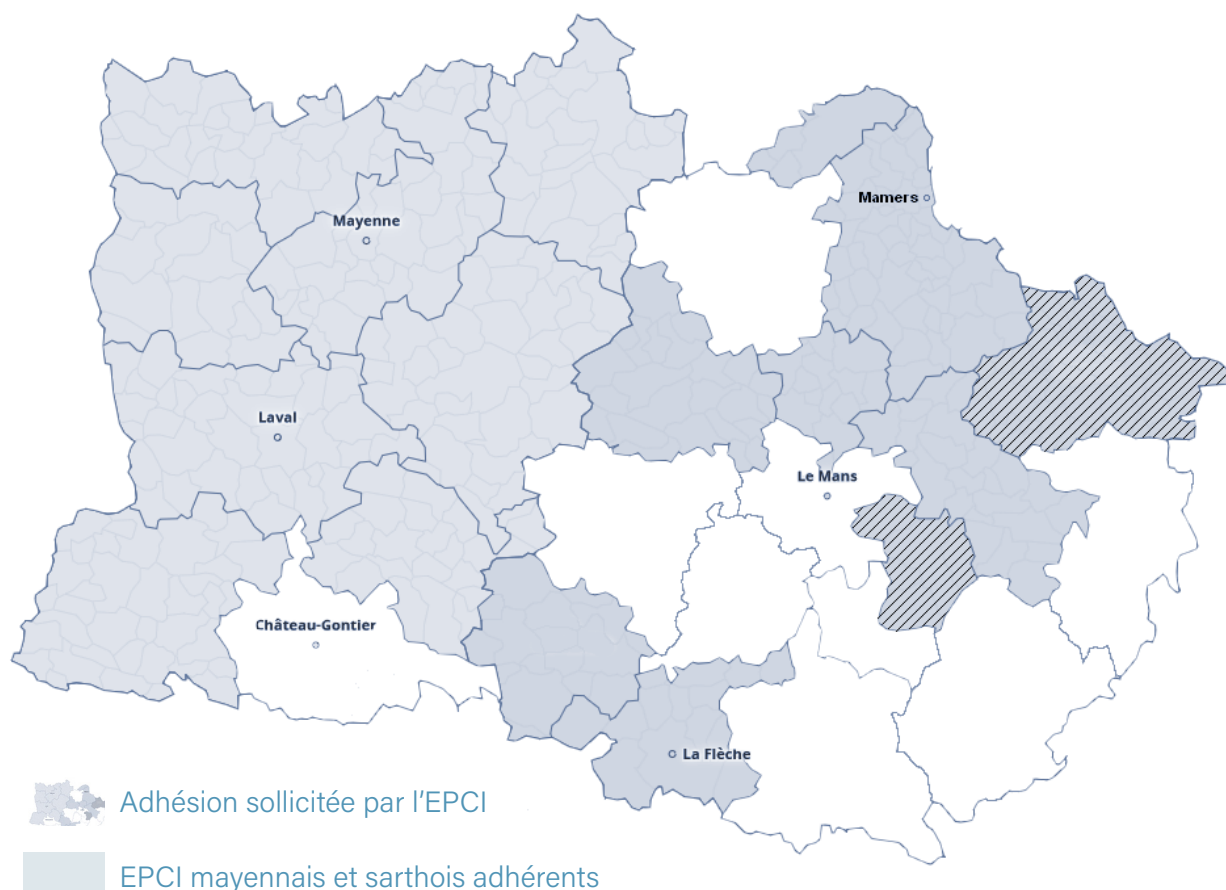 Mamers
Mayenne
Laval
Le Mans
Château-Gontier
La Flèche
Adhésion sollicitée par l'EPCI
EPCI mayennais et sarthois adhérents